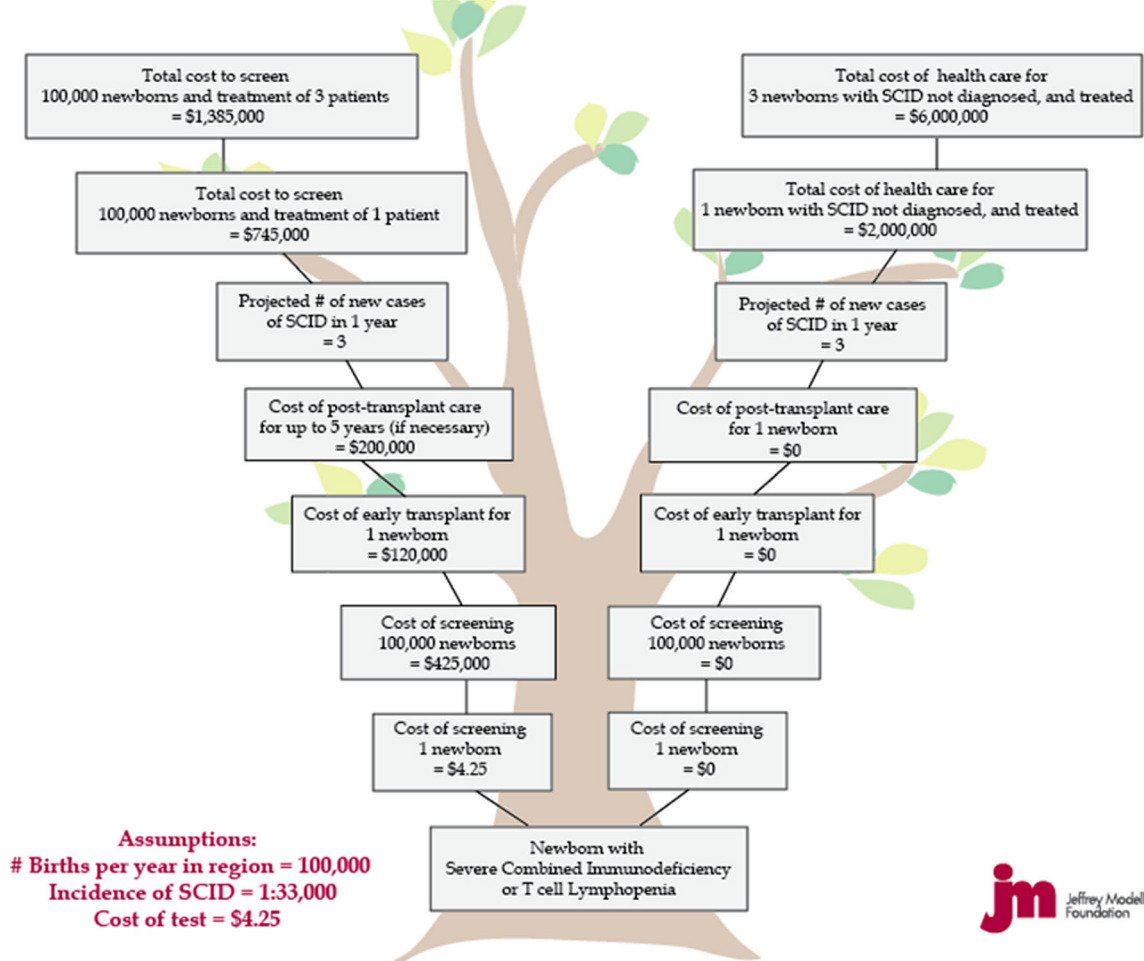 Total cost to screen
100,000 newborns and treatment of 3 patients
= $1,385,000
Total cost of health care for
3 newborns with SCID not diagnosed, and treated
= $6,000,000
Total cost to screen
100,000 newborns and treatment of 1 patient
= $745,000
Total cost of health care for
1 newborn with SCID not diagnosed, and treated
= $2,000,000
Projected # of new cases
of SCID in 1 year
= 3
Projected # of new cases
of SCID in 1 year
= 3
Cost of post-transplant care
for up to 5 years (if necessary)
= $200,000
Cost of post-transplant care
for 1 newborn
= $0
Cost of early transplant for
1 newborn
= $120,000
Cost of early transplant for
1 newborn
= $0
Cost of screening
100,000 newborns
= $425,000
Cost of screening
100,000 newborns
= $0
Cost of screening
1 newborn
= $4.25
Cost of screening
1 newborn
= $0
Newborn with
Severe Combined Immunodeficiency
or T cell Lymphopenia
Assumptions:
# Births per year in region = 100,000
Incidence of SCID = 1:33,000
Cost of test = $4.25
jm
Jeffrey Modell
Foundation